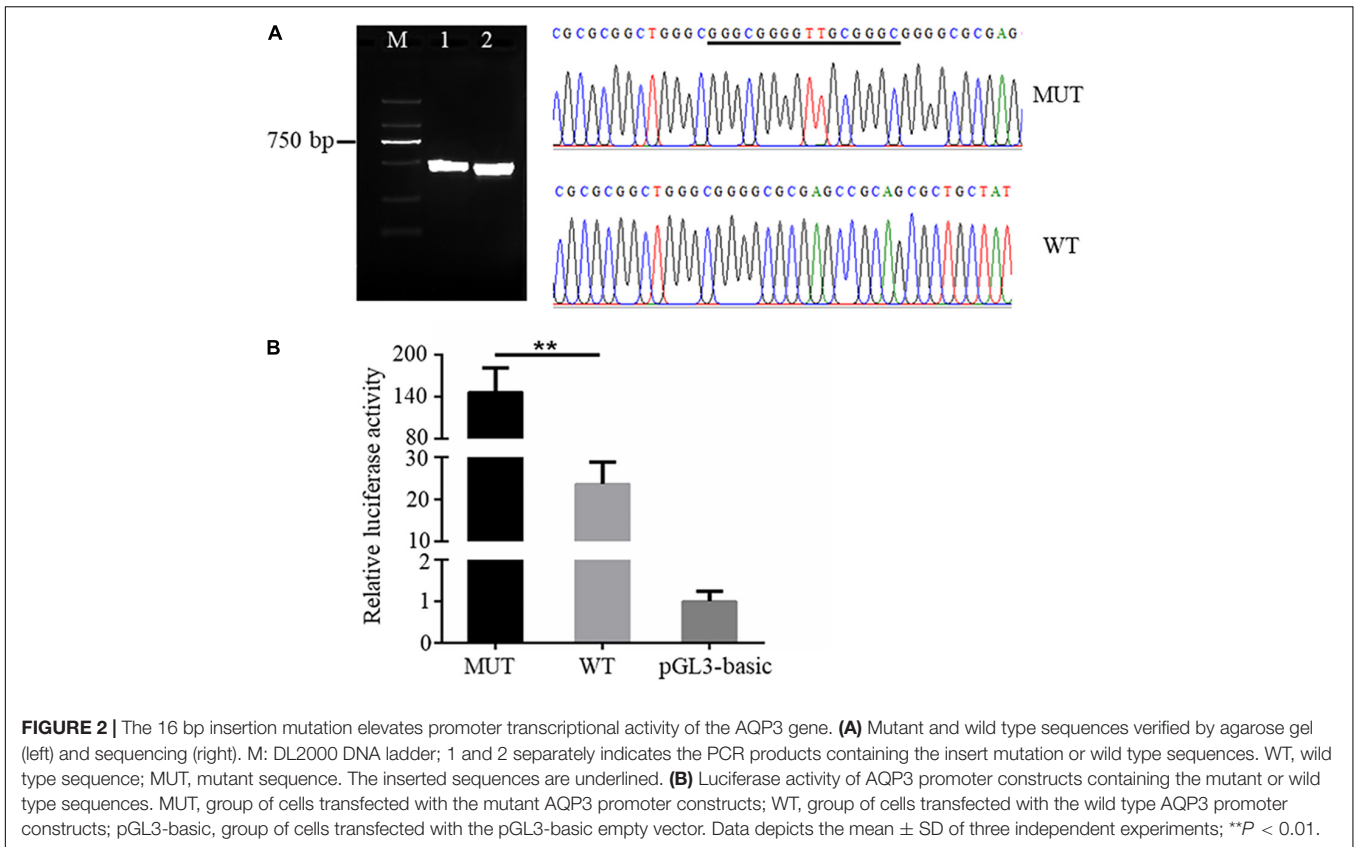 A
M 1 2
750 bp
CGCGCGGCTGGGCGGGCGGGGTTGCGGGCGGGGCGCGAG
MUT
CGCGCGGCTGGGCGGGGCGCGAGCCGCAGCGCTGCTAT
WT
B
Relative luciferase activity
200
140
80
30
20
10
2
1
0
**
MUT WT pGL3-basic
FIGURE 2 | The 16 bp insertion mutation elevates promoter transcriptional activity of the AQP3 gene. (A) Mutant and wild type sequences verified by agarose gel
(left) and sequencing (right). M: DL2000 DNA ladder; 1 and 2 separately indicates the PCR products containing the insert mutation or wild type sequences. WT, wild
type sequence; MUT, mutant sequence. The inserted sequences are underlined. (B) Luciferase activity of AQP3 promoter constructs containing the mutant or wild
type sequences. MUT, group of cells transfected with the mutant AQP3 promoter constructs; WT, group of cells transfected with the wild type AQP3 promoter
constructs; pGL3-basic, group of cells transfected with the pGL3-basic empty vector. Data depicts the mean ± SD of three independent experiments; **P < 0.01.